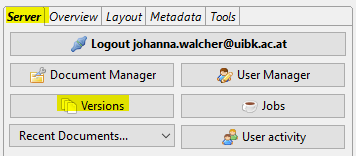 Server Overview Layout Metadata Tools
Logout johanna.walcher@uibk.ac.at
Document Manager User Manager
Versions Jobs
Recent Documents... User activity